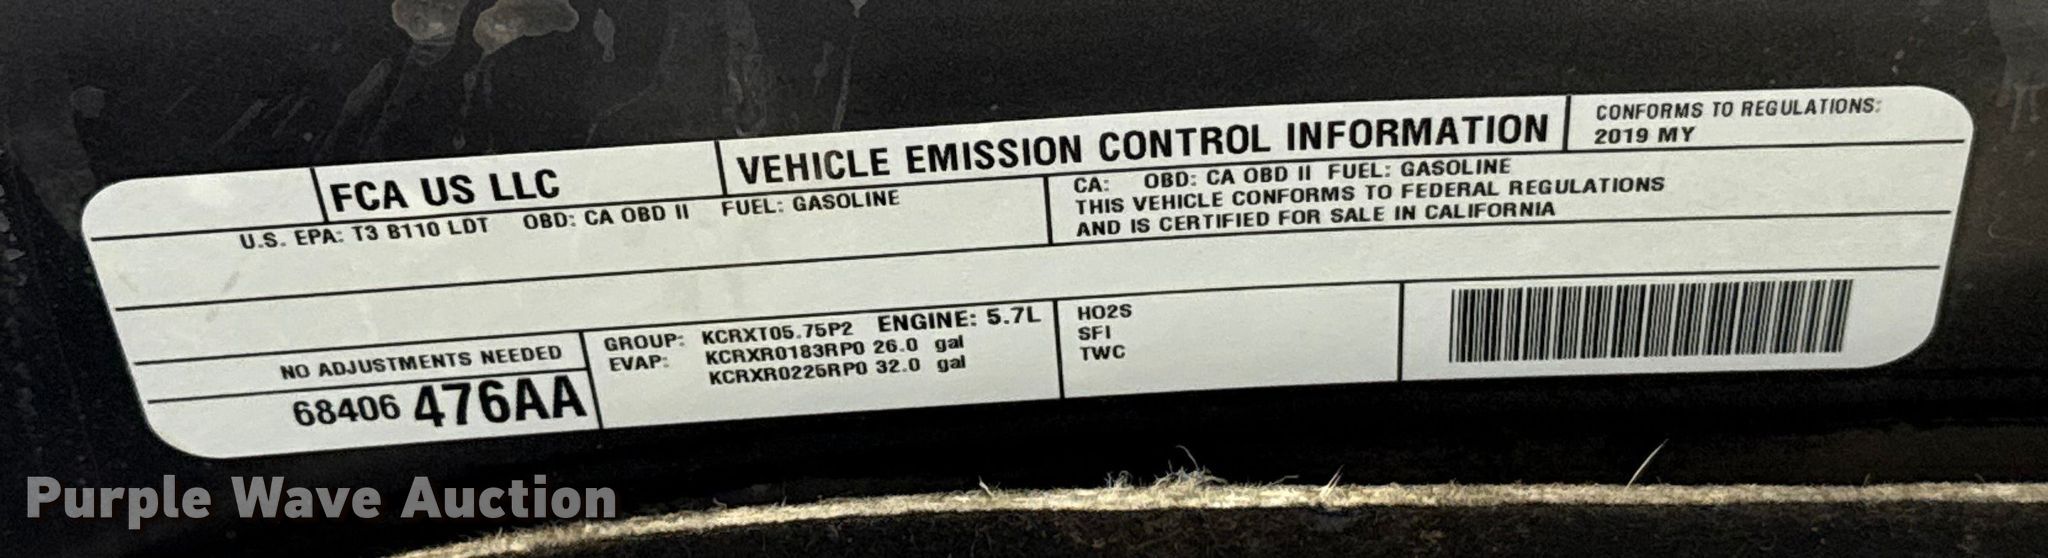 FCA US LLC
VEHICLE EMISSION CONTROL INFORMATION
CONFORMS TO REGULATIONS:
2019 MY
U.S. EPA: T3 B110 LDT OBD: CA OBD II FUEL: GASOLINE
CA: OBD: CA OBD II FUEL: GASOLINE
THIS VEHICLE CONFORMS TO FEDERAL REGULATIONS
AND IS CERTIFIED FOR SALE IN CALIFORNIA
NO ADJUSTMENTS NEEDED
68406 476AA
GROUP: KCRXT05.75P2 ENGINE: 5.7L
EVAP: KCRXR0183RP0 26.0 gal
KCRXR0225RP0 32.0 gal
HO2S
SFI
TWC
Purple Wave Auction